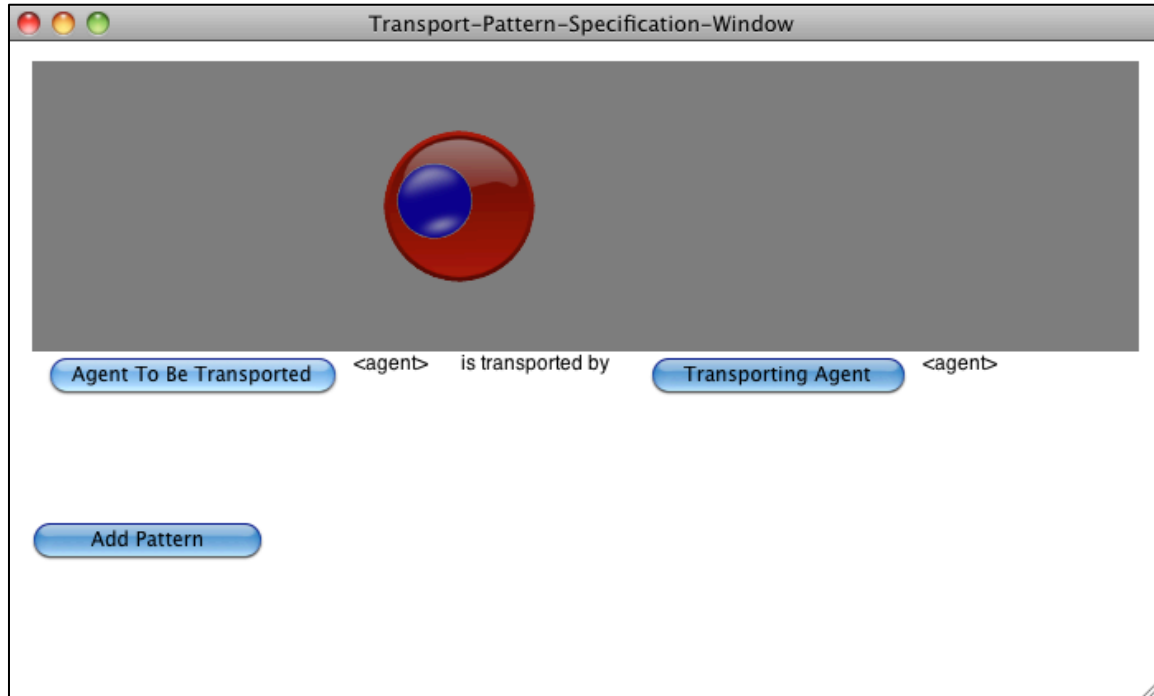 Transport-Pattern-Specification-Window
Agent To Be Transported <agent> is transported by Transporting Agent <agent>
Add Pattern